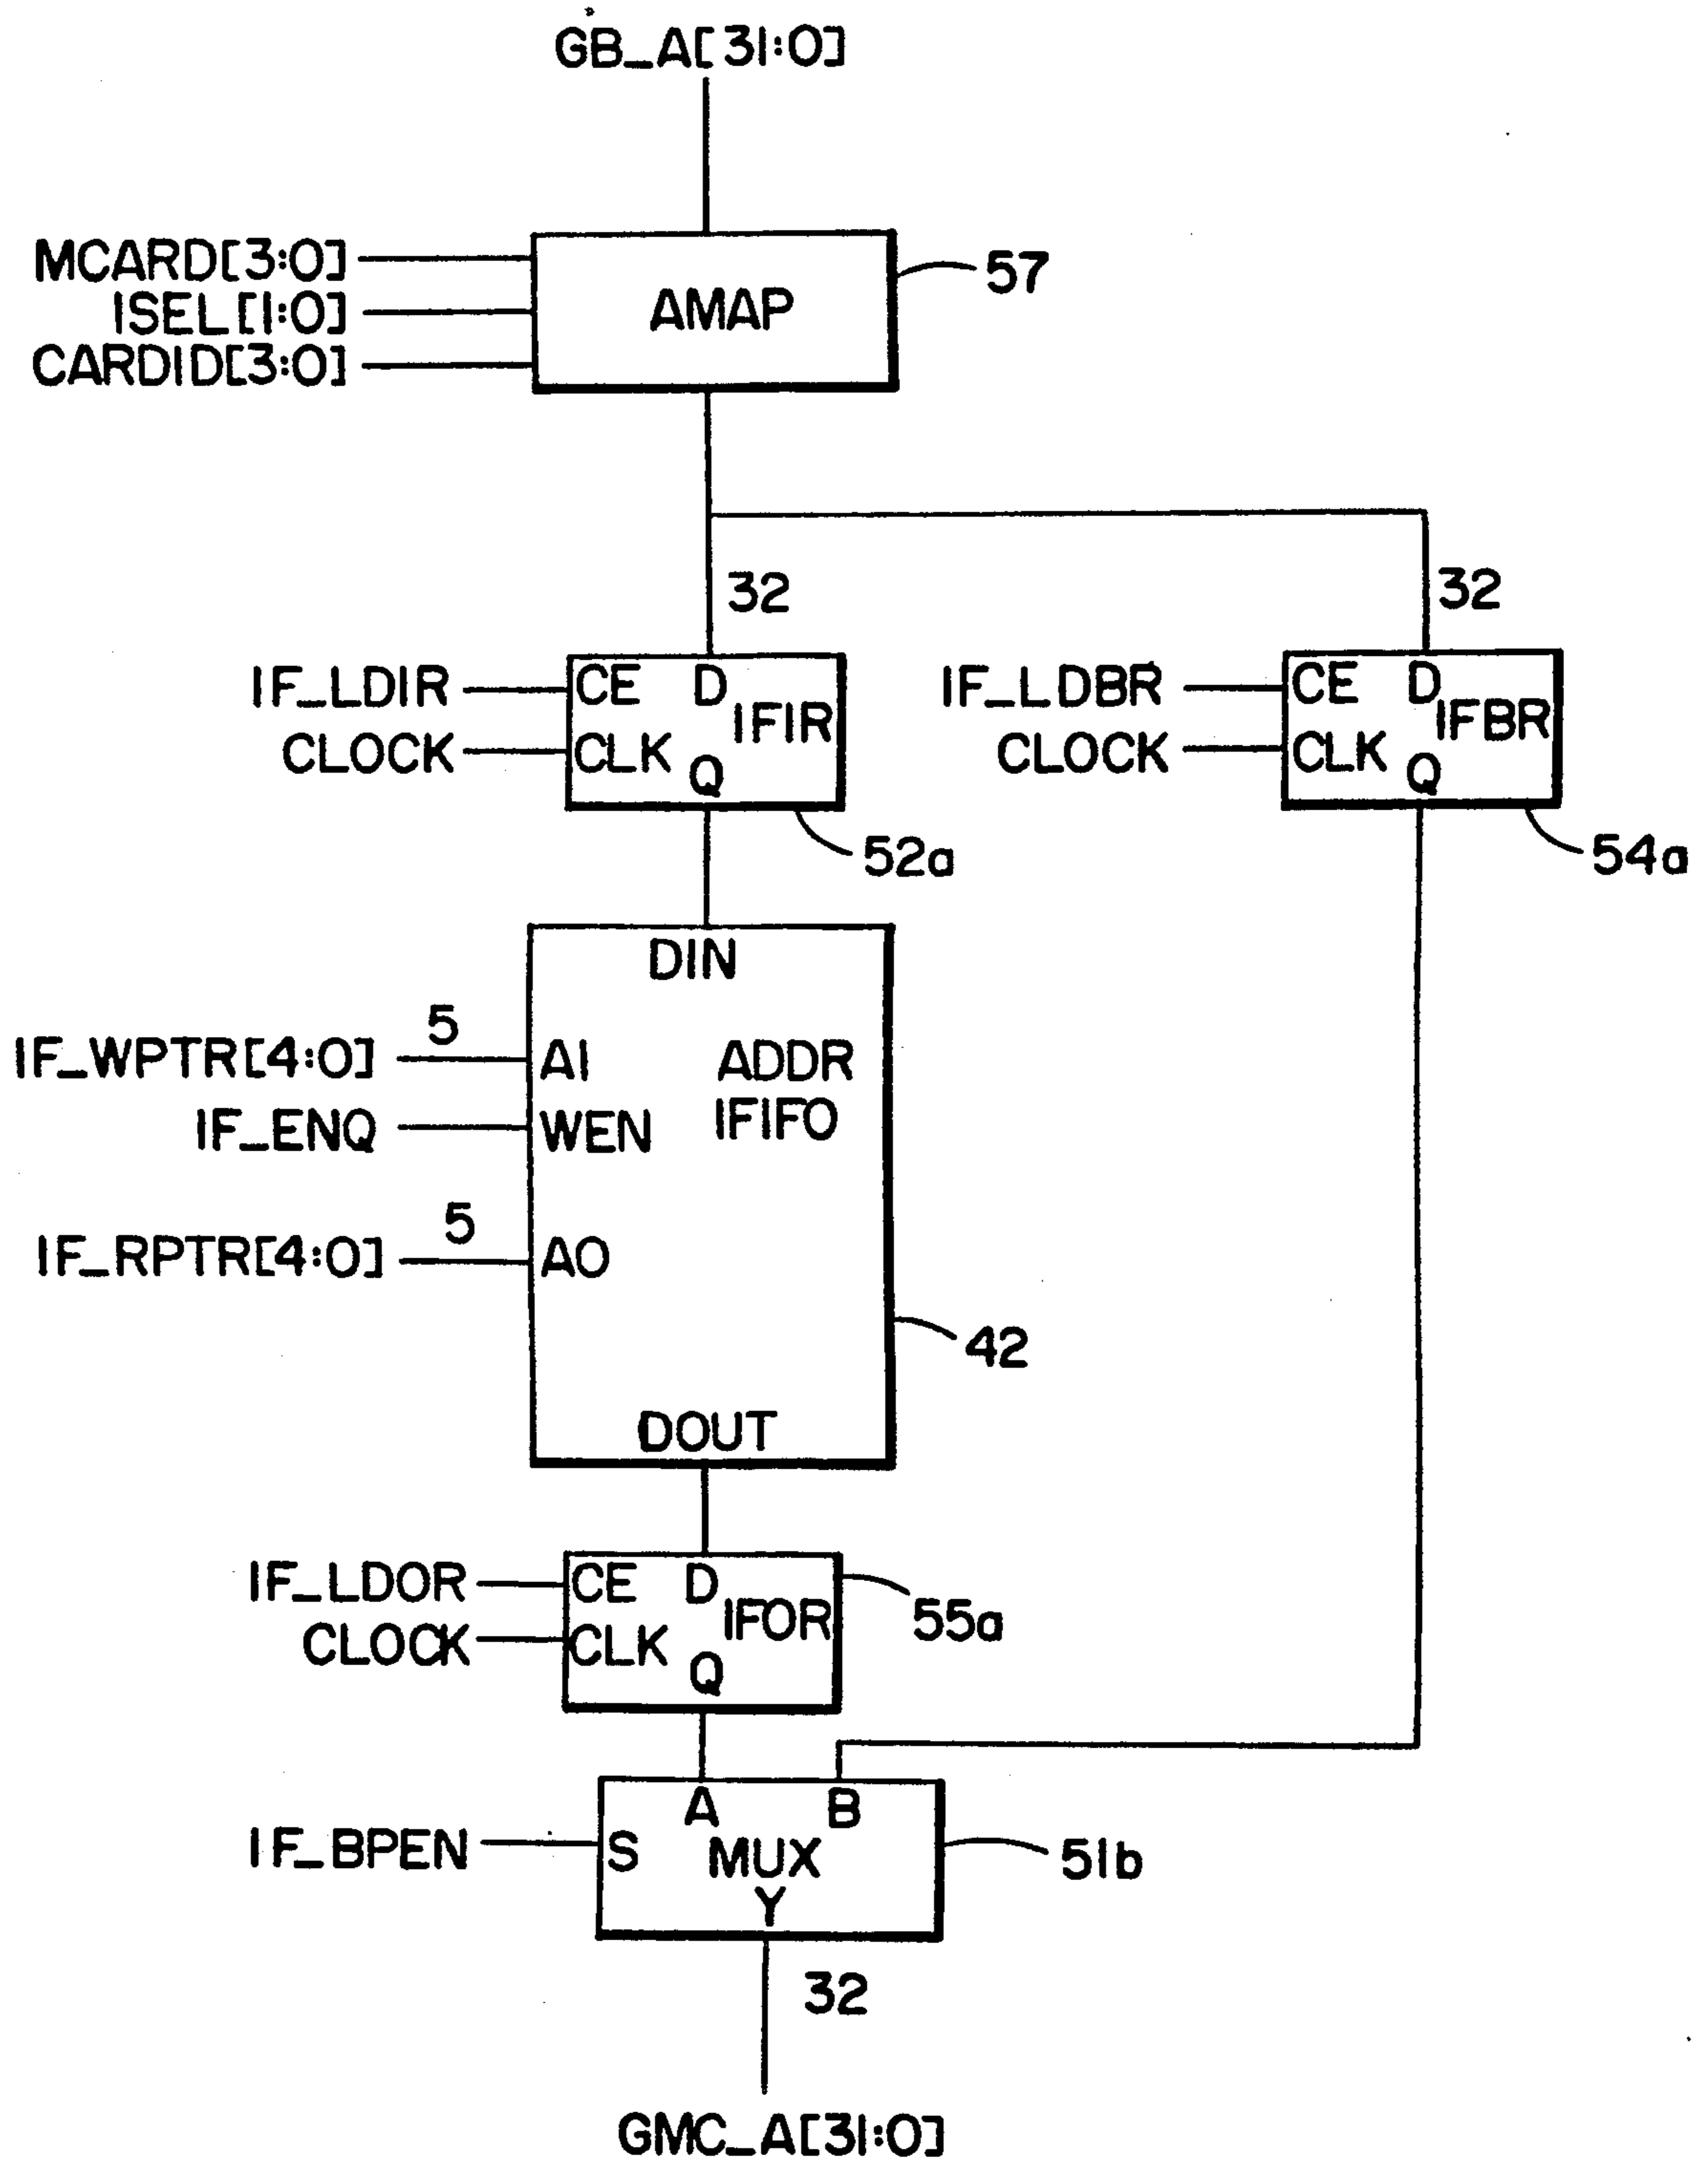 GB_A[31:0]
MCARD[3:0]
ISEL[1:0]
CARDID[3:0]
AMAP
57
32
32
IF_LDIR
CE D
IFIR
CLOCK
CLK Q
52a
IF_LDBR
CE D
IFBR
CLOCK
CLK Q
54a
DIN
5
IF_WPTR[4:0]
AI
ADDR
IFIFO
IF_ENQ
WEN
5
IF_RPTR[4:0]
AO
42
DOUT
IF_LDOR
CE D
IFOR
55a
CLOCK
CLK Q
A B
IF_BPEN
S MUX
51b
Y
32
GMC_A[31:0]